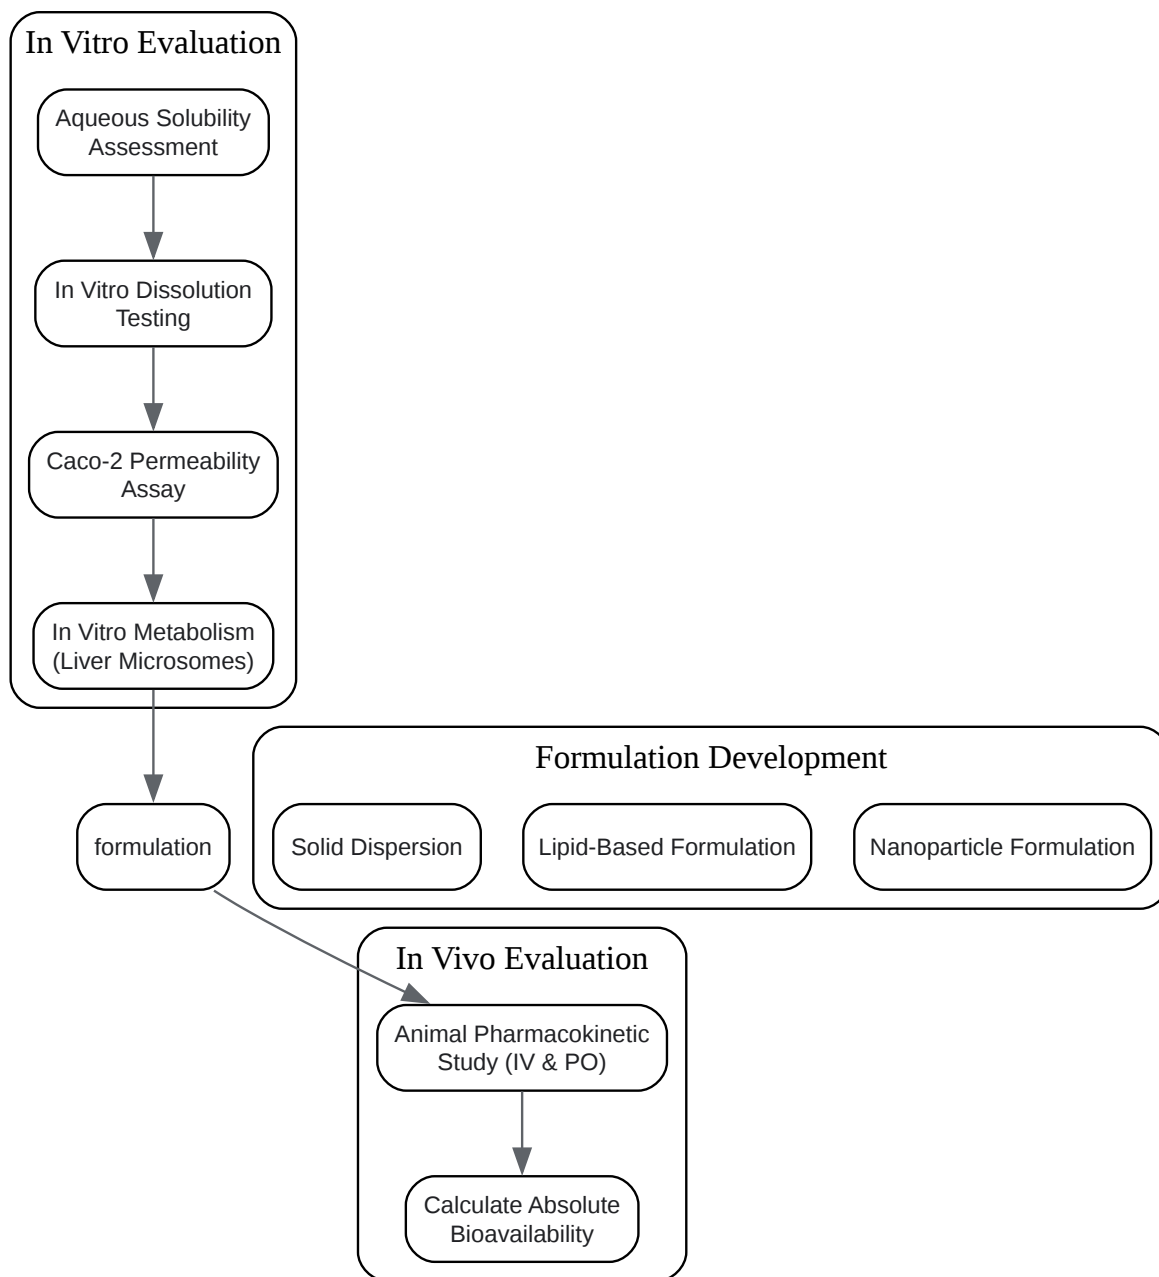 In Vitro Evaluation
Aqueous Solubility
Assessment
In Vitro Dissolution
Testing
Caco-2 Permeability
Assay
In Vitro Metabolism
(Liver Microsomes)
Formulation Development
formulation
Solid Dispersion
Lipid-Based Formulation
Nanoparticle Formulation
In Vivo Evaluation
Animal Pharmacokinetic
Study (IV & PO)
Calculate Absolute
Bioavailability